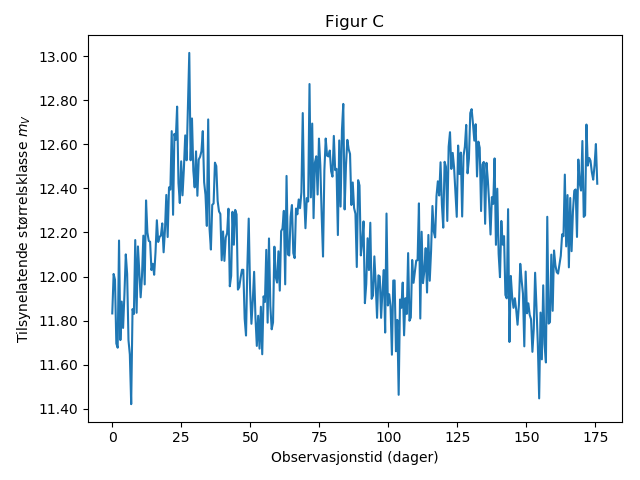 Figur C
Tilsynelatende størrelsklasse m_V
13.00
12.80
12.60
12.40
12.20
12.00
11.80
11.60
11.40
0 25 50 75 100 125 150 175
Observasjonstid (dager)